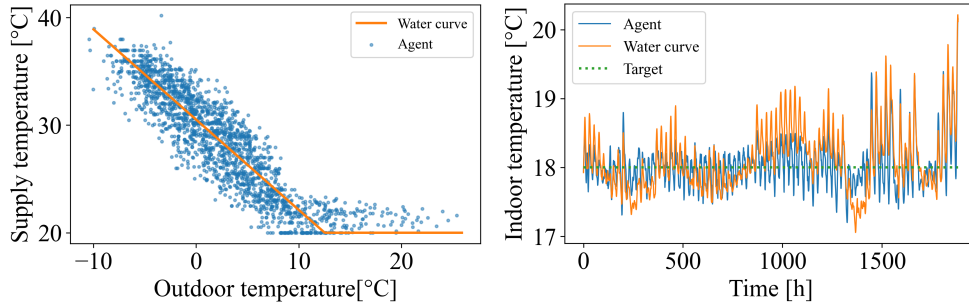 Supply temperature [°C]
40
30
20
−10
0
10
20
Outdoor temperature[°C]
Water curve
Agent
Indoor temperature [°C]
20
19
18
17
0
500
1000
1500
Time [h]
Agent
Water curve
Target